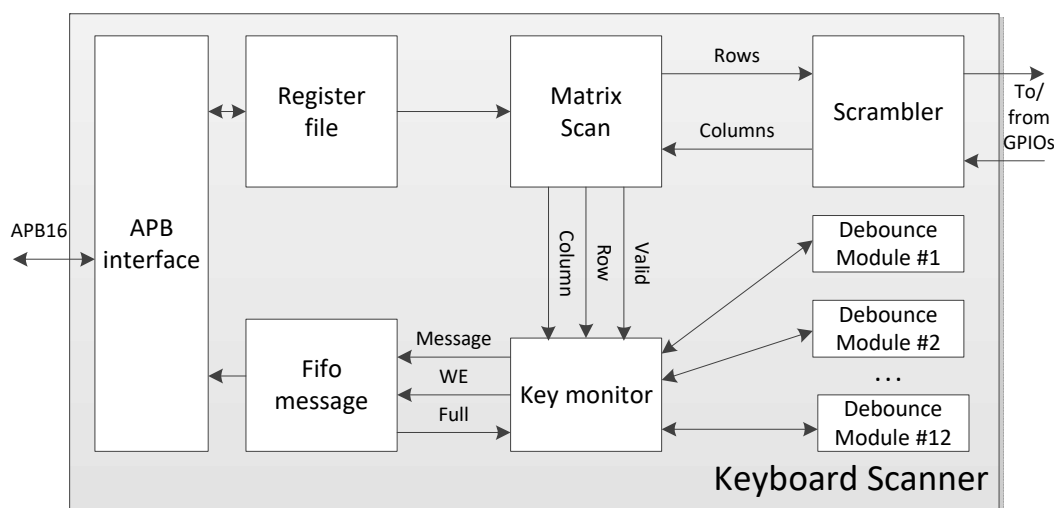 Register
file
Matrix
Scan
Rows
Columns
Scrambler
To/
from
GPIOs
APB16
APB
interface
Column
Row
Valid
Debounce
Module #1
Debounce
Module #2
...
Debounce
Module #12
Fifo
message
Message
WE
Full
Key monitor
Keyboard Scanner